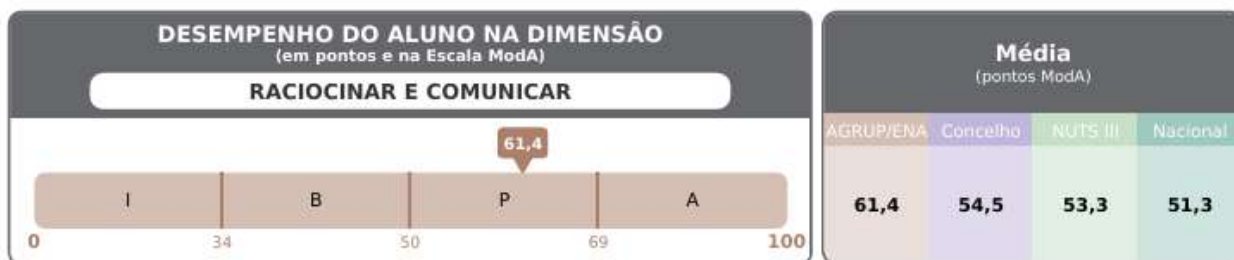 DESEMPENHO DO ALUNO NA DIMENSÃO
(em pontos e na Escala ModA)
RACIOCINAR E COMUNICAR
61,4
I B P A
0 34 50 69 100
Média
(pontos ModA)
AGRUP/ENA Concelho NUTS III Nacional
61,4 54,5 53,3 51,3